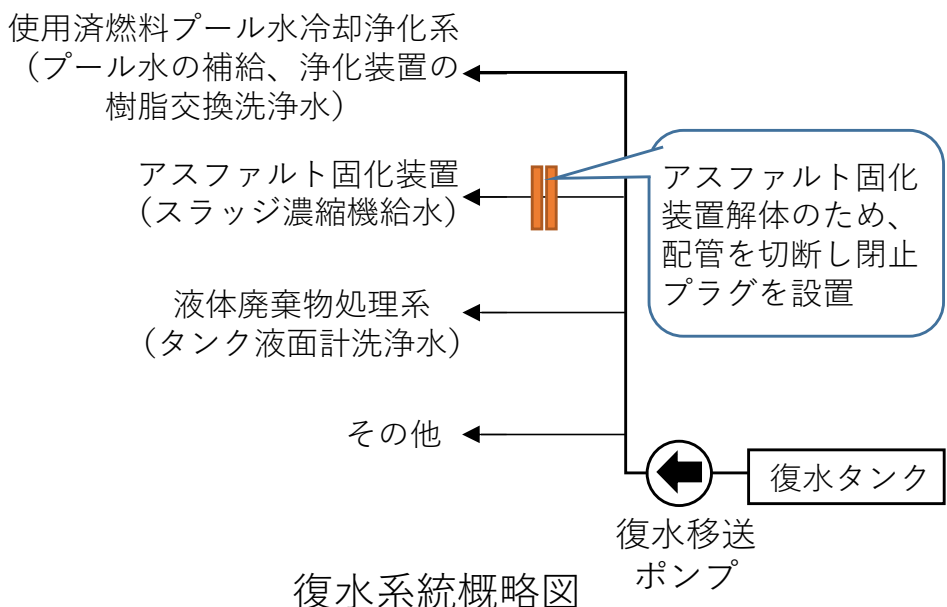 使用済燃料プール水冷却浄化系
（プール水の補給、浄化装置の
樹脂交換洗浄水）
アスファルト固化装置
（スラッジ濃縮機給水）
アスファルト固化
装置解体のため、
配管を切断し閉止
プラグを設置
液体廃棄物処理系
（タンク液面計洗浄水）
その他
復水タンク
復水移送
ポンプ
復水系統概略図